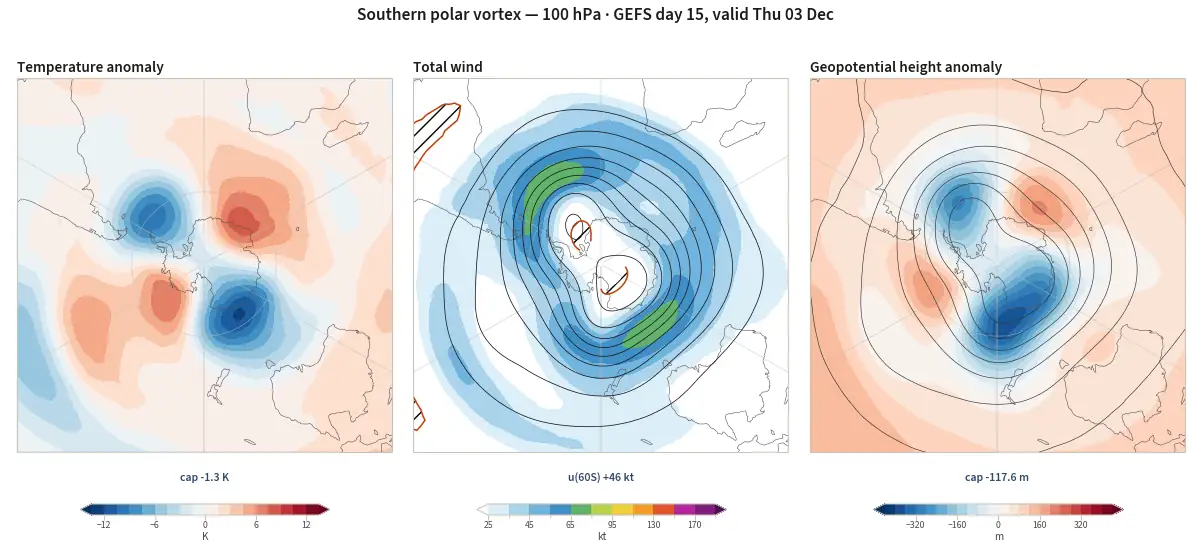 Southern polar vortex — 100 hPa · GEFS day 15, valid Thu 03 Dec
Temperature anomaly
Total wind
Geopotential height anomaly
cap -1.3 K
u(60S) +46 kt
cap -117.6 m
−12 −6 0 6 12
K
25 45 65 95 130 170
kt
−320 −160 0 160 320
m